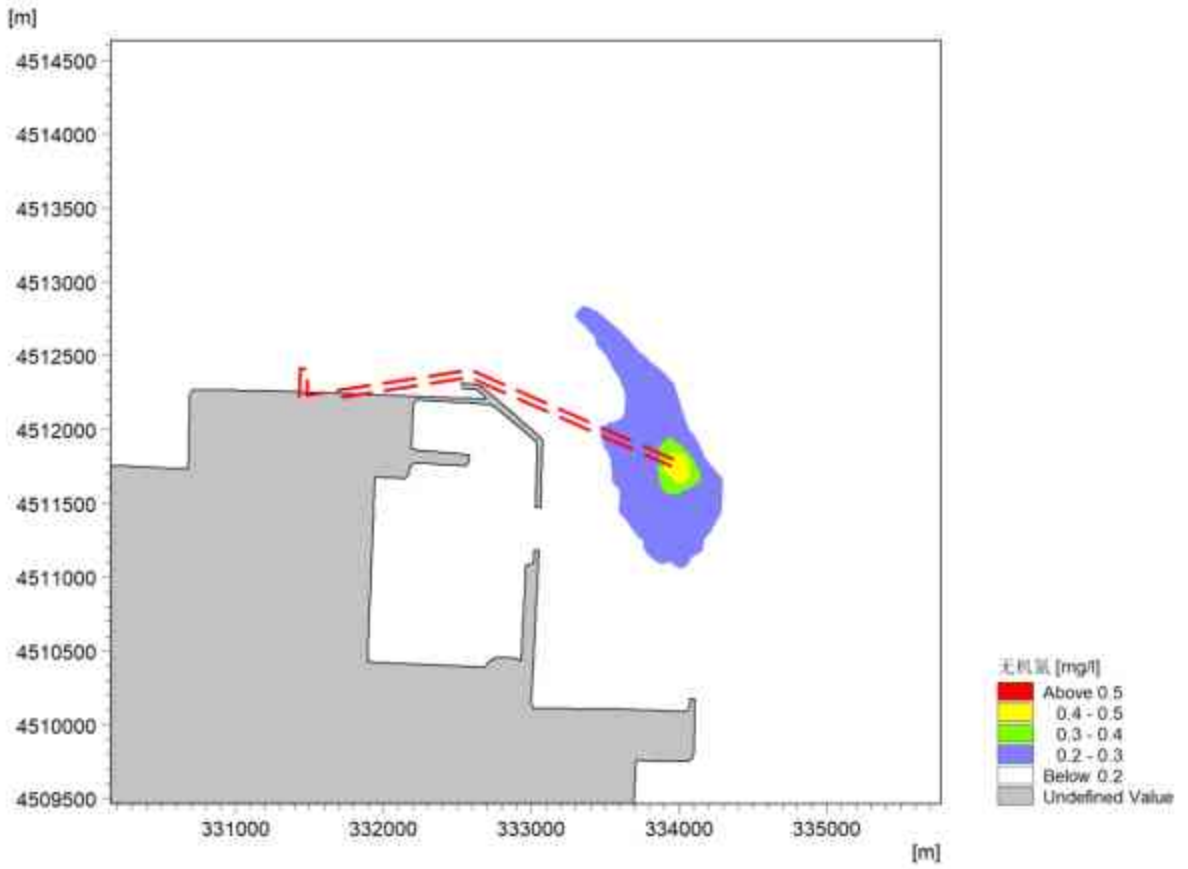 [m]
4514500
4514000
4513500
4513000
4512500
4512000
4511500
4511000
4510500
4510000
4509500
331000 332000 333000 334000 335000
[m]
无机氮 [mg/l]
Above 0.5
0.4 - 0.5
0.3 - 0.4
0.2 - 0.3
Below 0.2
Undefined Value